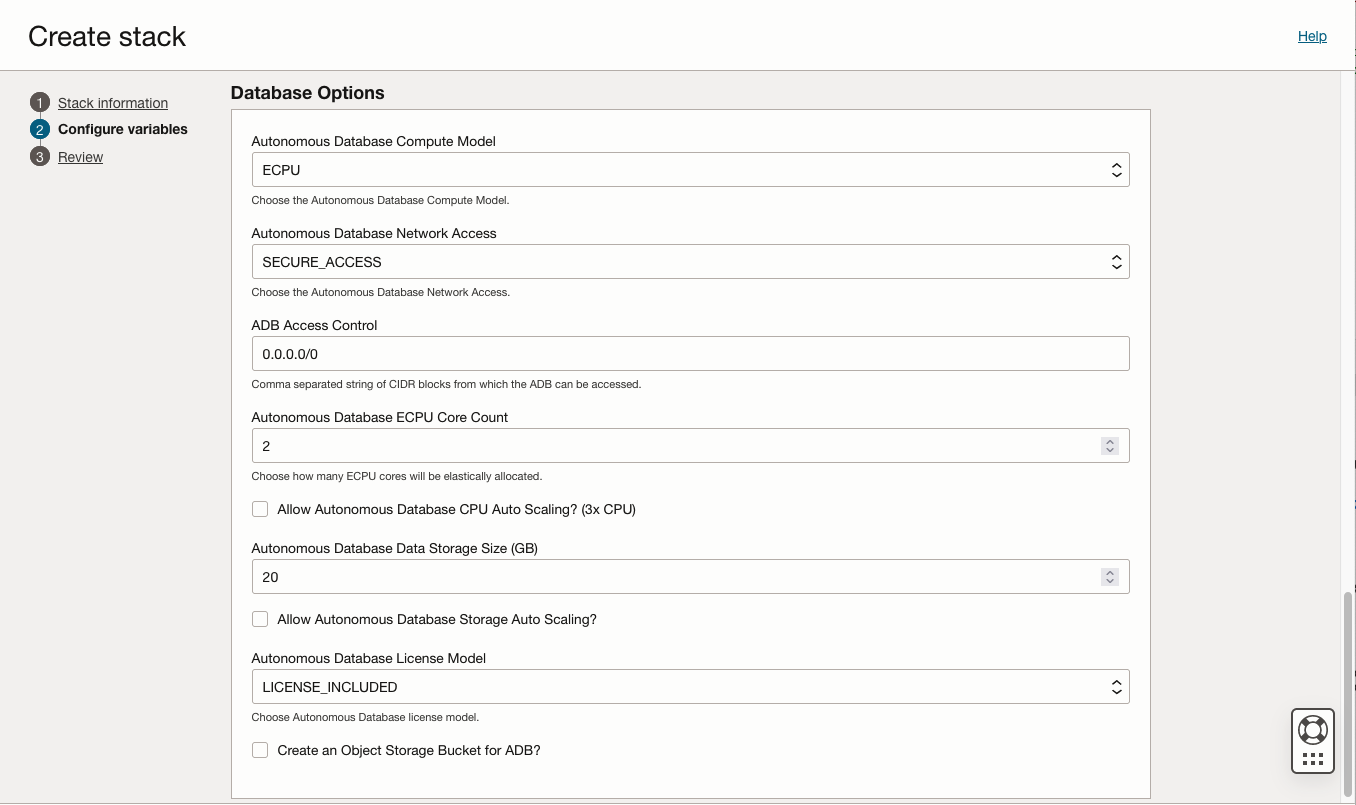 Create stack
Help
1 Stack information
2 Configure variables
3 Review
Database Options
Autonomous Database Compute Model
ECPU
Choose the Autonomous Database Compute Model.
Autonomous Database Network Access
SECURE_ACCESS
Choose the Autonomous Database Network Access.
ADB Access Control
0.0.0.0/0
Comma separated string of CIDR blocks from which the ADB can be accessed.
Autonomous Database ECPU Core Count
2
Choose how many ECPU cores will be elastically allocated.
Allow Autonomous Database CPU Auto Scaling? (3x CPU)
Autonomous Database Data Storage Size (GB)
20
Allow Autonomous Database Storage Auto Scaling?
Autonomous Database License Model
LICENSE_INCLUDED
Choose Autonomous Database license model.
Create an Object Storage Bucket for ADB?